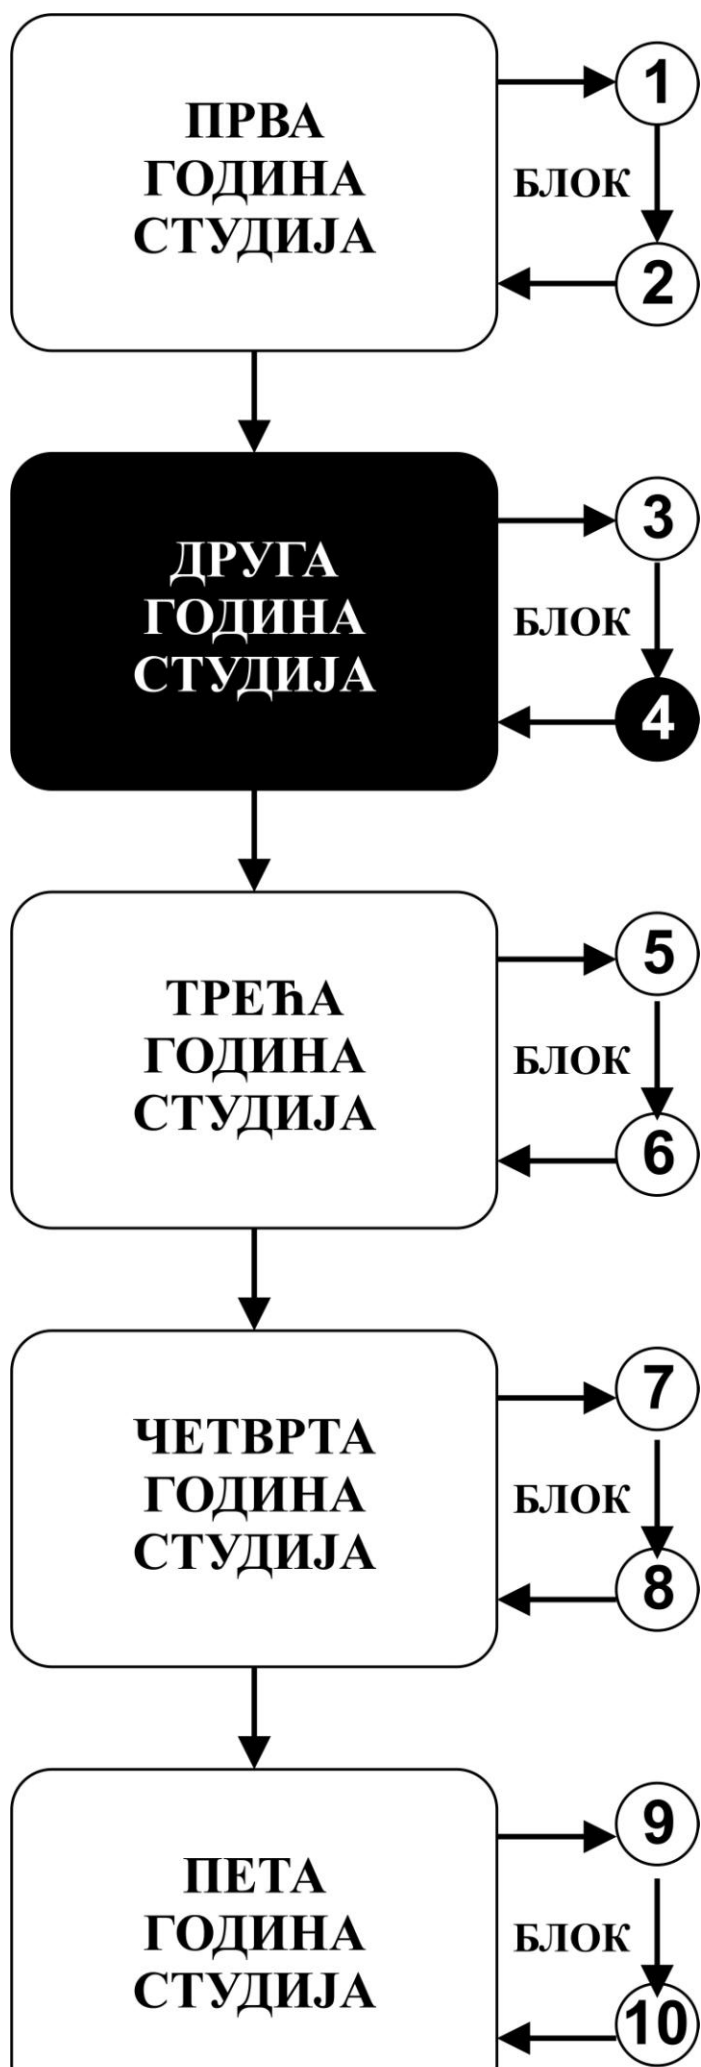 ПРВА
ГОДИНА
СТУДИЈА
1
БЛОК
2
ДРУГА
ГОДИНА
СТУДИЈА
3
БЛОК
4
ТРЕЋА
ГОДИНА
СТУДИЈА
5
БЛОК
6
ЧЕТВРТА
ГОДИНА
СТУДИЈА
7
БЛОК
8
ПЕТА
ГОДИНА
СТУДИЈА
9
БЛОК
10